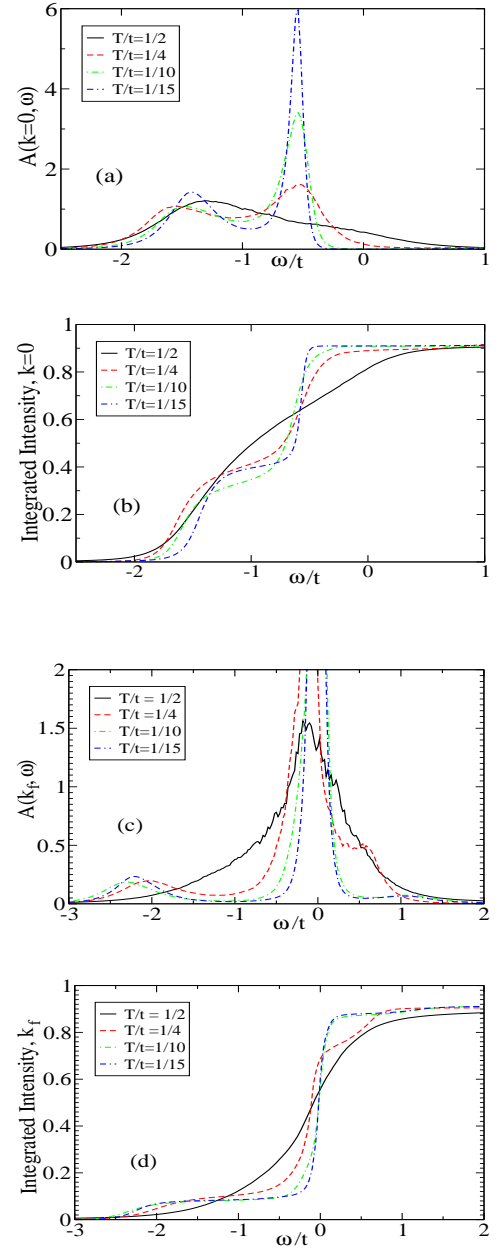 A(k=0,ω)
6
4
2
0
T/t=1/2
T/t=1/4
T/t=1/10
T/t=1/15
(a)
-2 -1 0 1
ω/t
Integrated Intensity, k=0
1
0.8
0.6
0.4
0.2
0
T/t=1/2
T/t=1/4
T/t=1/10
T/t=1/15
(b)
-2 -1 0 1
ω/t
A(k_f, ω)
2
1.5
1
0.5
0
T/t = 1/2
T/t =1/4
T/t=1/10
T/t=1/15
(c)
-3 -2 -1 0 1 2
ω/t
Integrated Intensity, k_f
1
0.8
0.6
0.4
0.2
0
T/t = 1/2
T/t =1/4
T/t=1/10
T/t=1/15
(d)
-3 -2 -1 0 1 2
ω/t